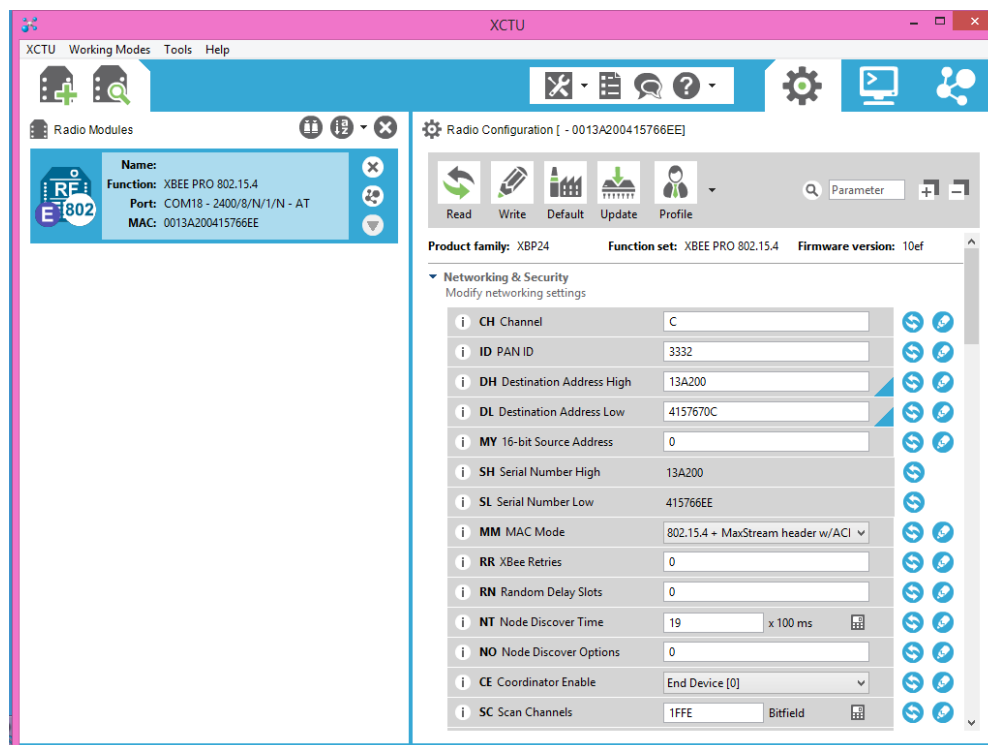 XCTU
XCTU Working Modes Tools Help
Radio Modules
Radio Configuration [ - 0013A200415766EE]
RF
802
E
Name:
Function: XBEE PRO 802.15.4
Port: COM18 - 2400/8/N/1/N - AT
MAC: 0013A200415766EE
Read Write Default Update Profile
Parameter
Product family: XBP24 Function set: XBEE PRO 802.15.4 Firmware version: 10ef
Networking & Security
Modify networking settings
i CH Channel C
i ID PAN ID 3332
i DH Destination Address High 13A200
i DL Destination Address Low 4157670C
i MY 16-bit Source Address 0
i SH Serial Number High 13A200
i SL Serial Number Low 415766EE
i MM MAC Mode 802.15.4 + MaxStream header w/ACI
i RR XBee Retries 0
i RN Random Delay Slots 0
i NT Node Discover Time 19 x 100 ms
i NO Node Discover Options 0
i CE Coordinator Enable End Device [0]
i SC Scan Channels 1FFE Bitfield